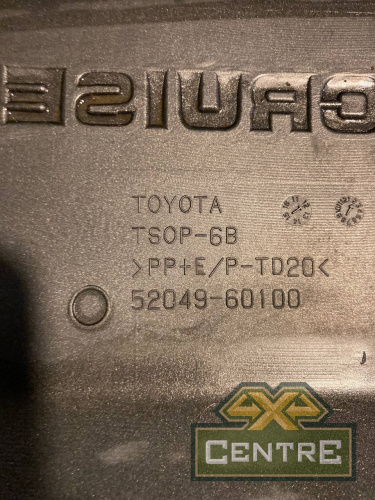 CRUISE
TOYOTA
TSOP-6B
>PP+E/P-TD20<
52049-60100
4X4
CENTRE